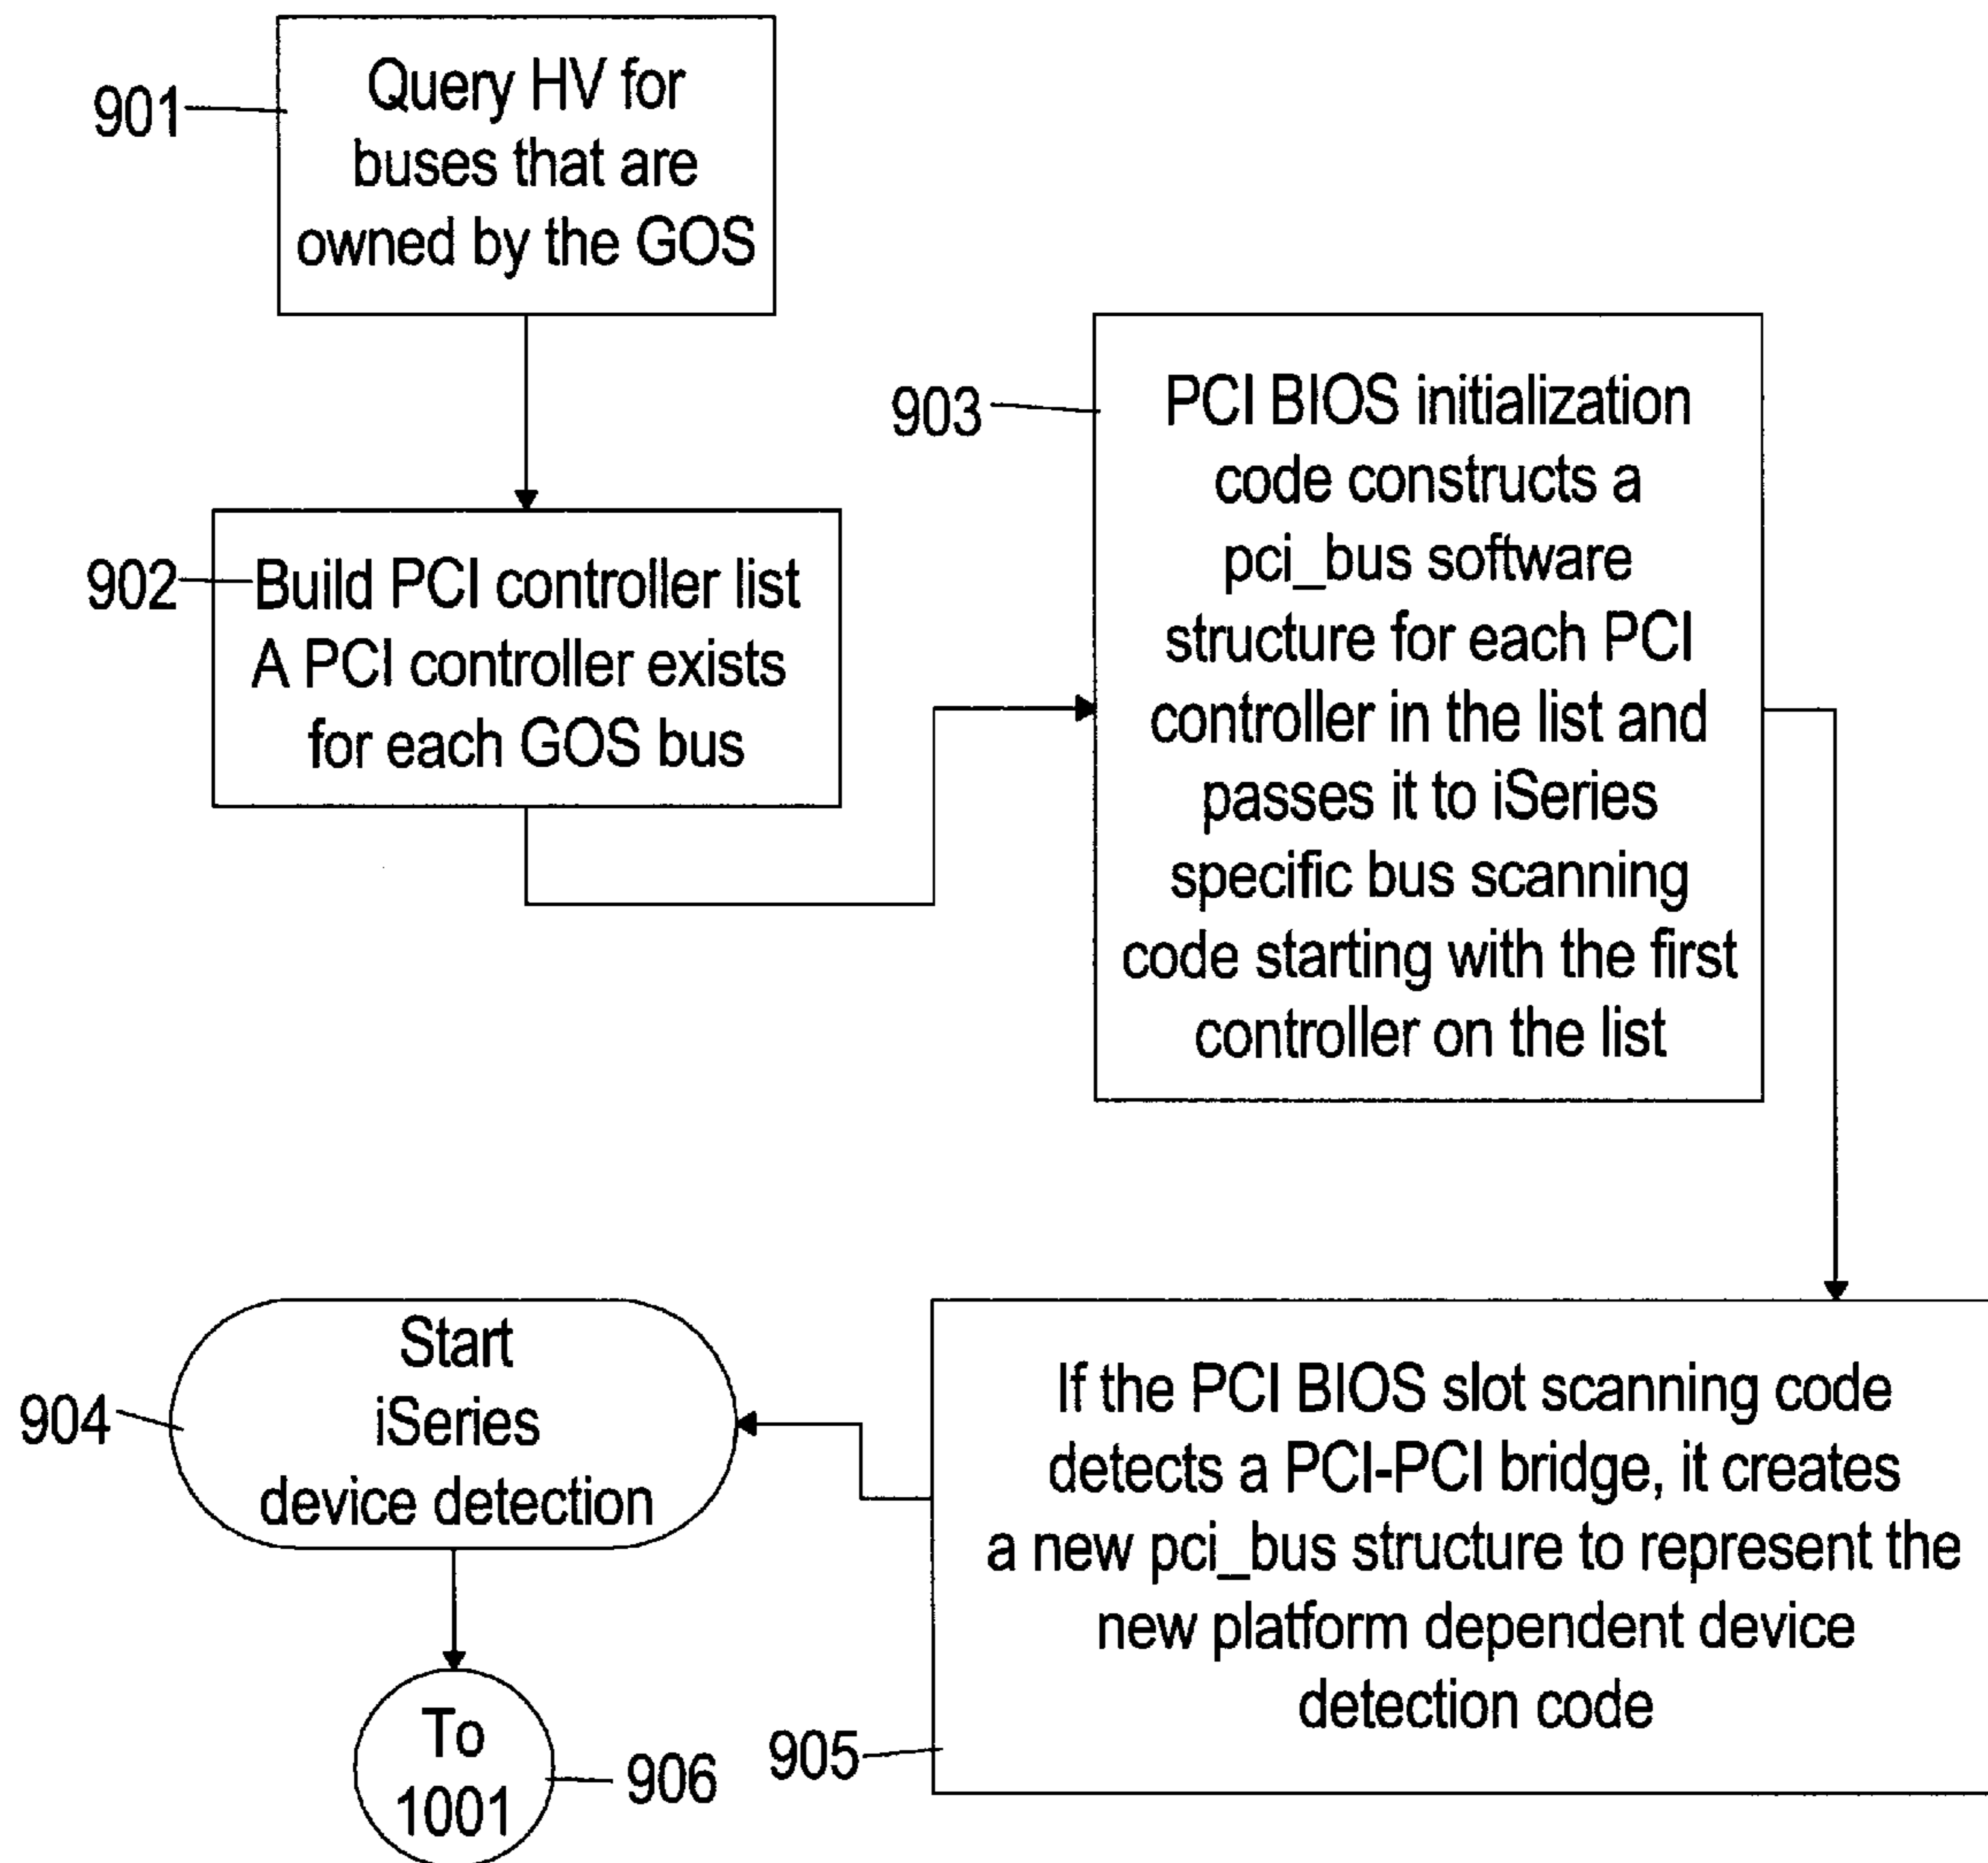 901
Query HV for
buses that are
owned by the GOS
902
Build PCI controller list
A PCI controller exists
for each GOS bus
903
PCI BIOS initialization
code constructs a
pci_bus software
structure for each PCI
controller in the list and
passes it to iSeries
specific bus scanning
code starting with the first
controller on the list
905
If the PCI BIOS slot scanning code
detects a PCI-PCI bridge, it creates
a new pci_bus structure to represent the
new platform dependent device
detection code
904
Start
iSeries
device detection
To
1001
906